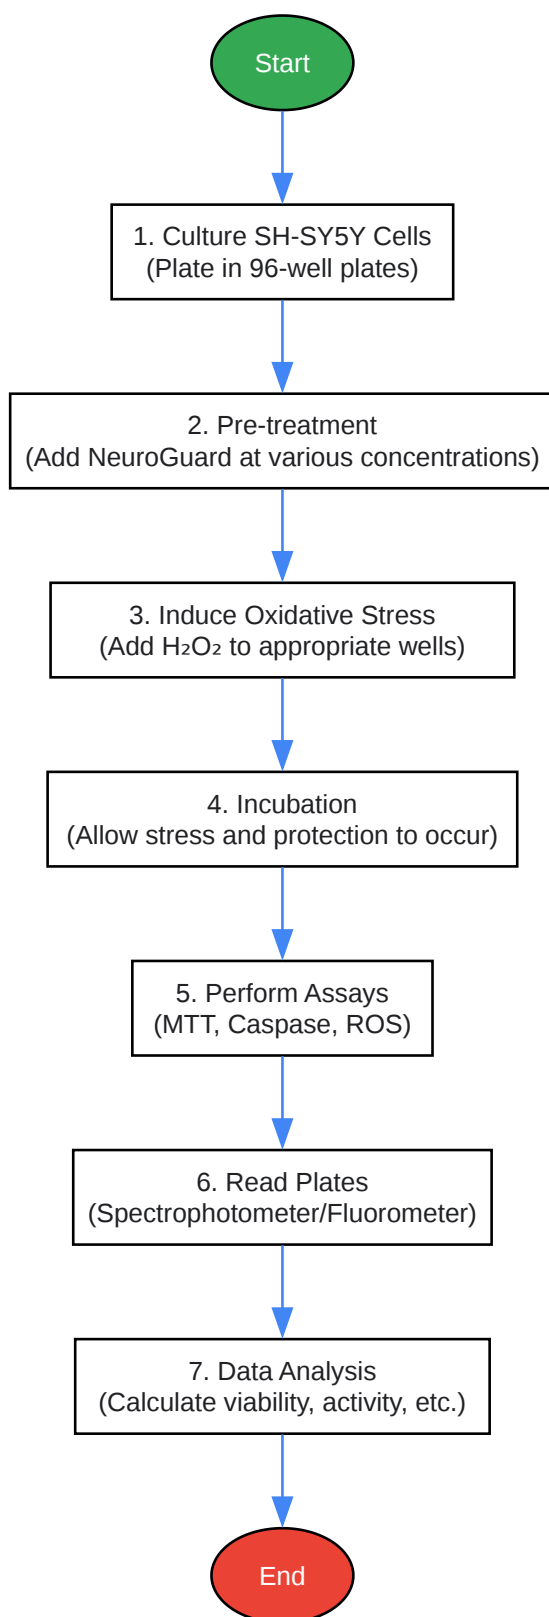 Start
1. Culture SH-SY5Y Cells
(Plate in 96-well plates)
2. Pre-treatment
(Add NeuroGuard at various concentrations)
3. Induce Oxidative Stress
(Add H₂O₂ to appropriate wells)
4. Incubation
(Allow stress and protection to occur)
5. Perform Assays
(MTT, Caspase, ROS)
6. Read Plates
(Spectrophotometer/Fluorometer)
7. Data Analysis
(Calculate viability, activity, etc.)
End